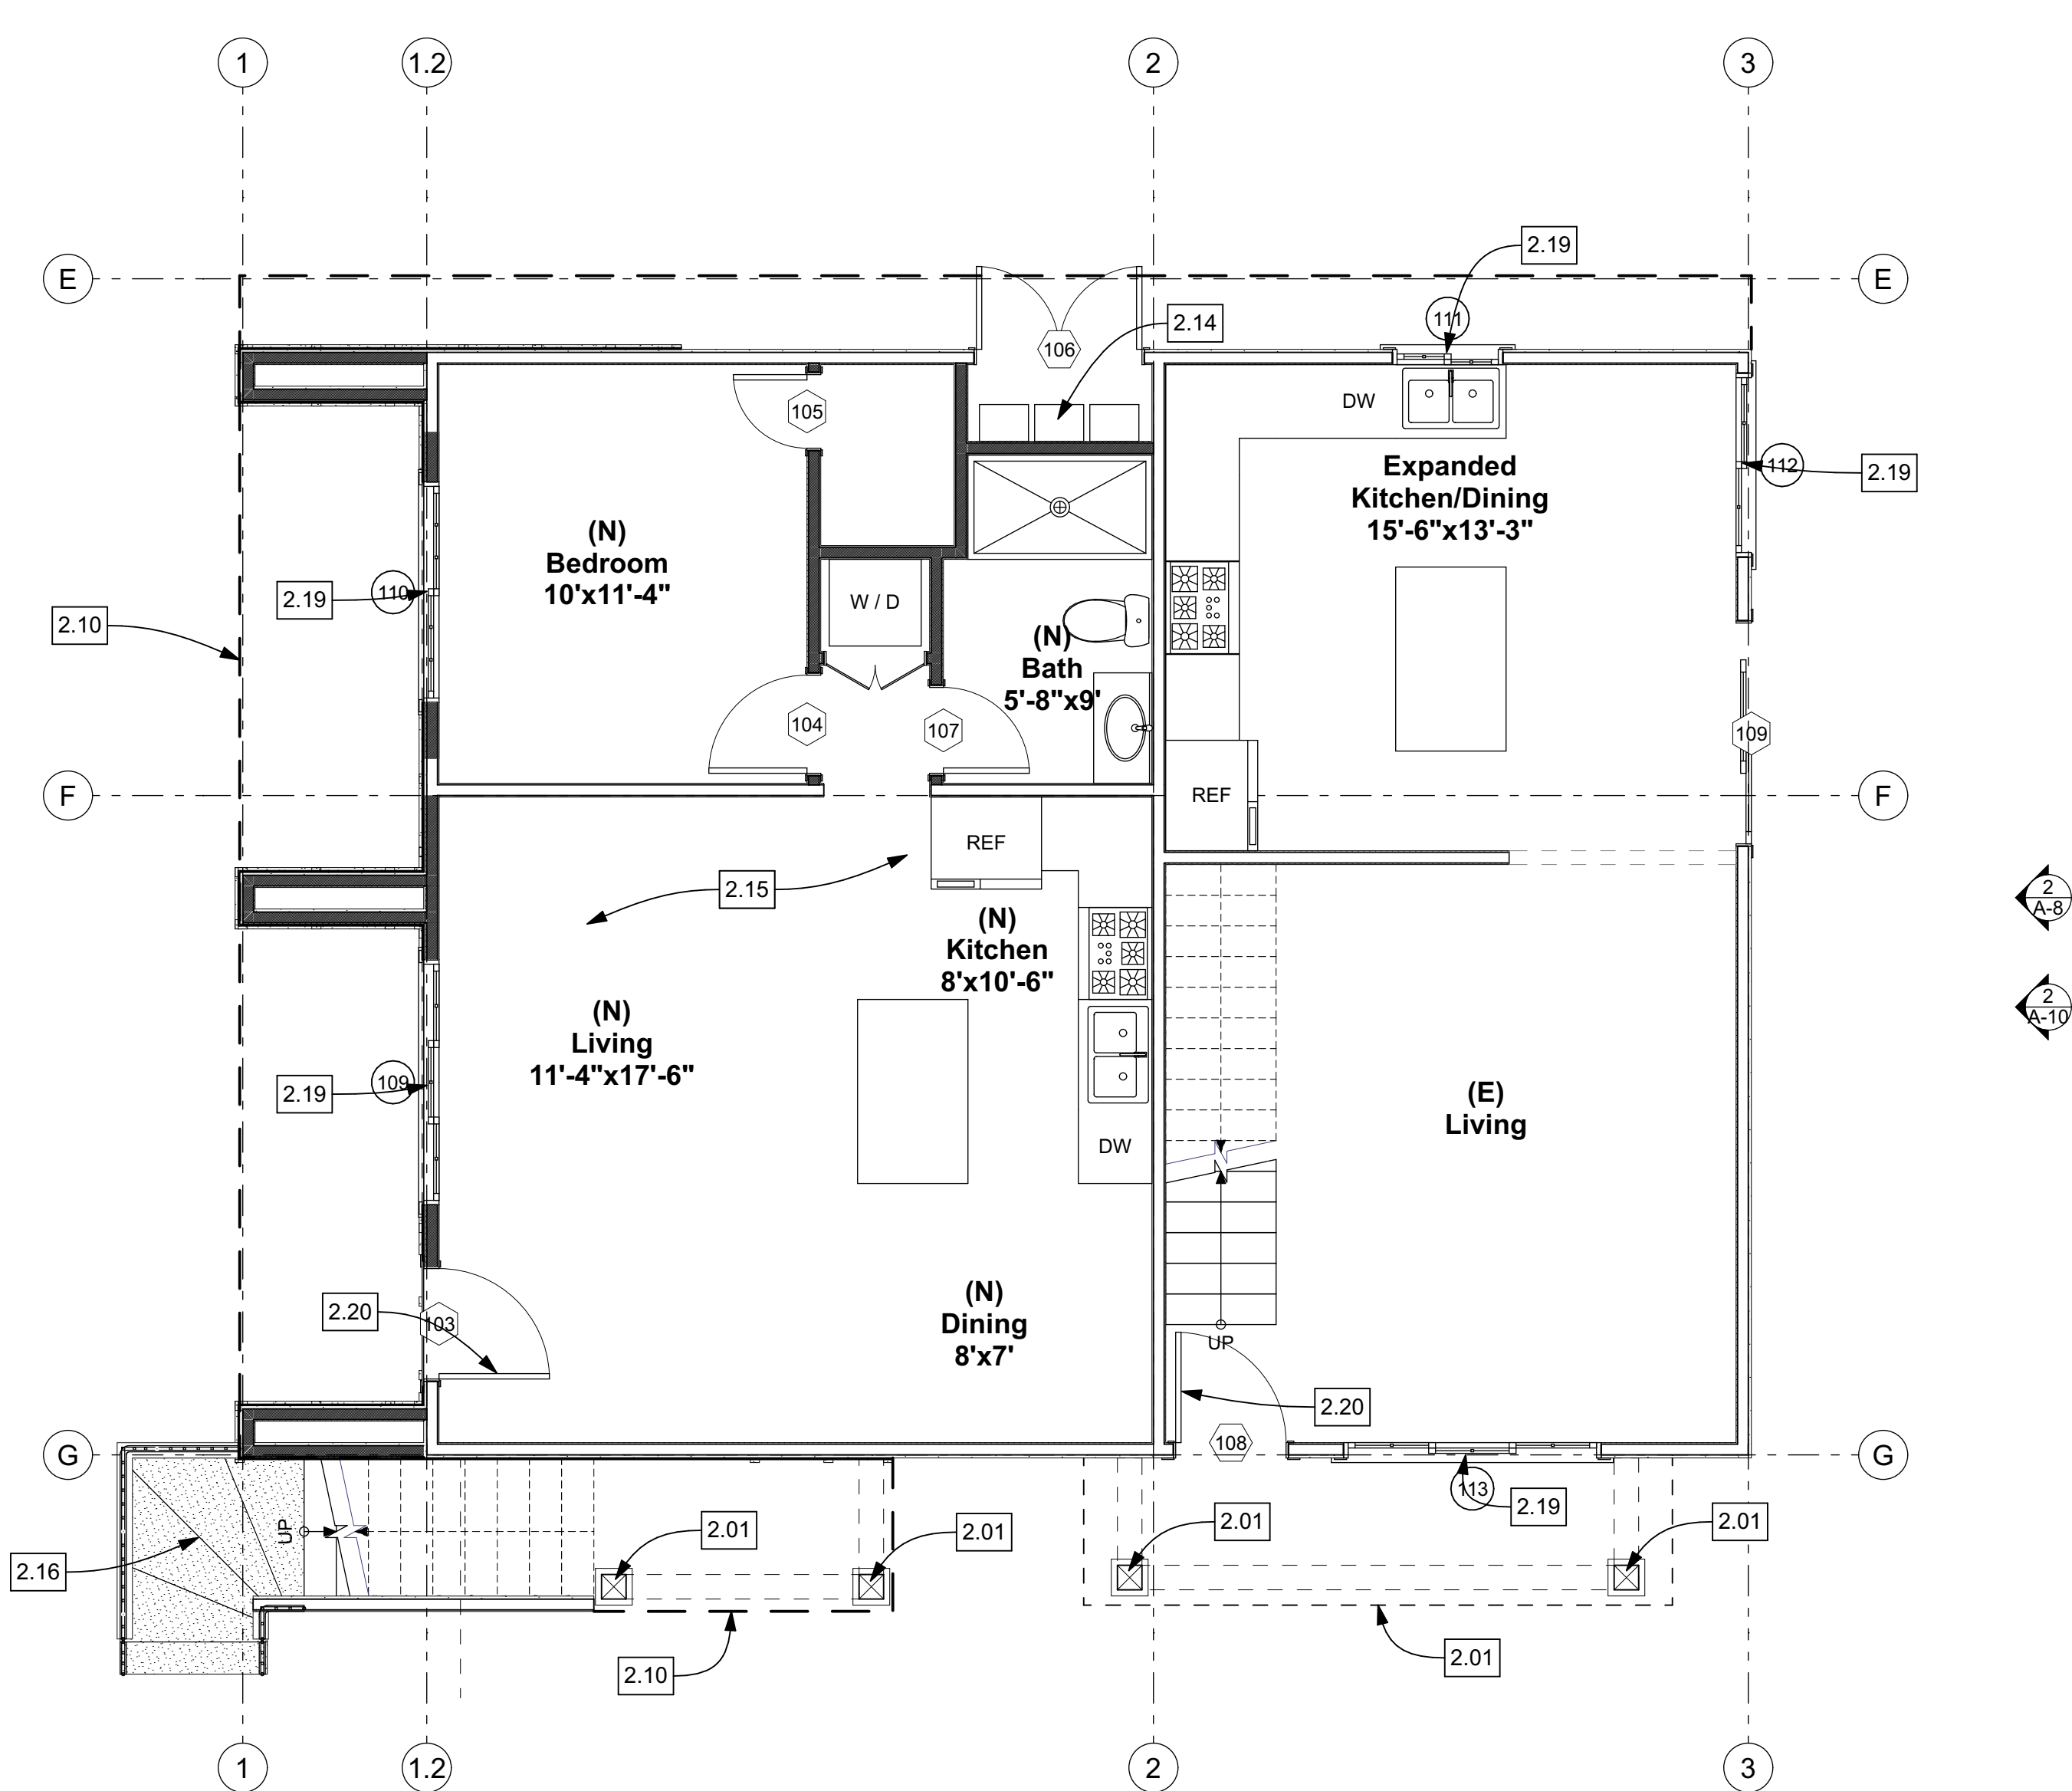 1
1.2
2
3
E
2.19
E
111
2.14
106
105
DW
Expanded
Kitchen/Dining
15'-6"x13'-3"
112
2.19
(N)
Bedroom
10'x11'-4"
2.19
110
W / D
2.10
(N)
Bath
5'-8"x9'
104
107
109
F
REF
F
REF
2.15
2
A-8
(N)
Kitchen
8'x10'-6"
2
A-10
(N)
Living
11'-4"x17'-6"
2.19
109
(E)
Living
DW
(N)
Dining
8'x7'
2.20
103
UP
2.20
G
108
G
113
2.19
UP
2.01
2.01
2.01
2.01
2.16
2.10
2.01
1
1.2
2
3